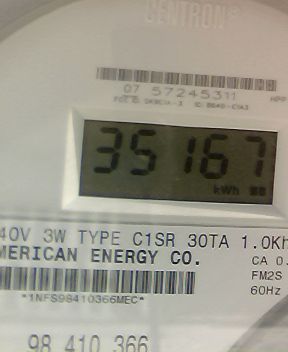 CENTRON®
07 57245311
35167
kWh
40V 3W TYPE C1SR 30TA 1.0Kh
MERICAN ENERGY CO.
CA 0.
FM2S
*1NFS98410366MEC*
60Hz
98 410 366